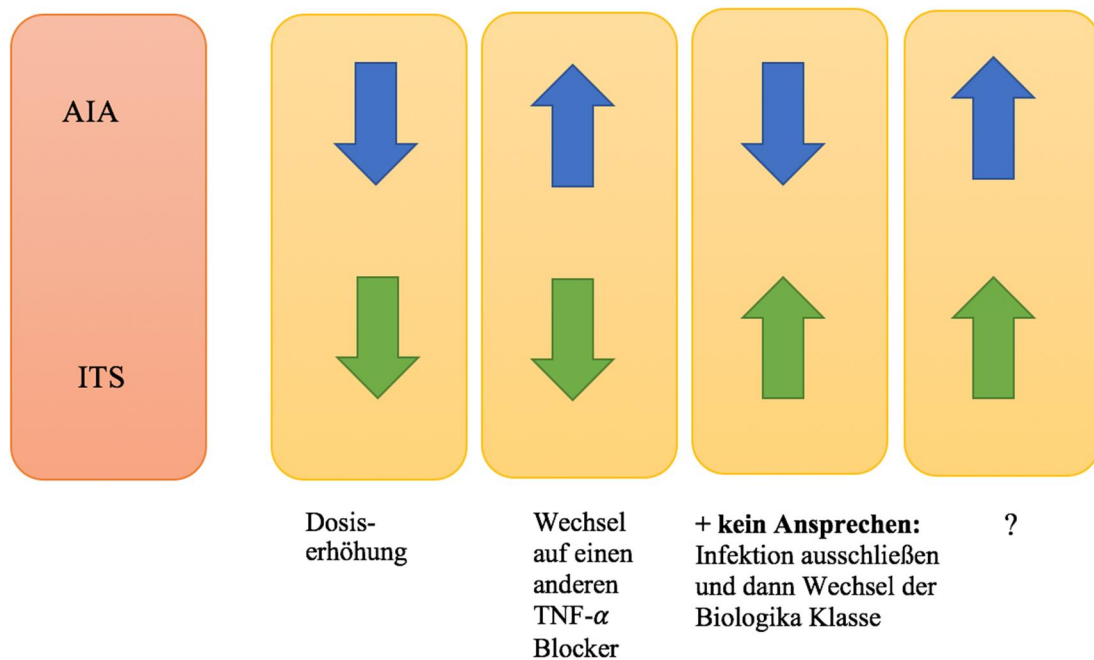 AIA
ITS
Dosis-
erhöhung
Wechsel
auf einen
anderen
TNF-α
Blocker
+ kein Ansprechen:
Infektion ausschließen
und dann Wechsel der
Biologika Klasse
?